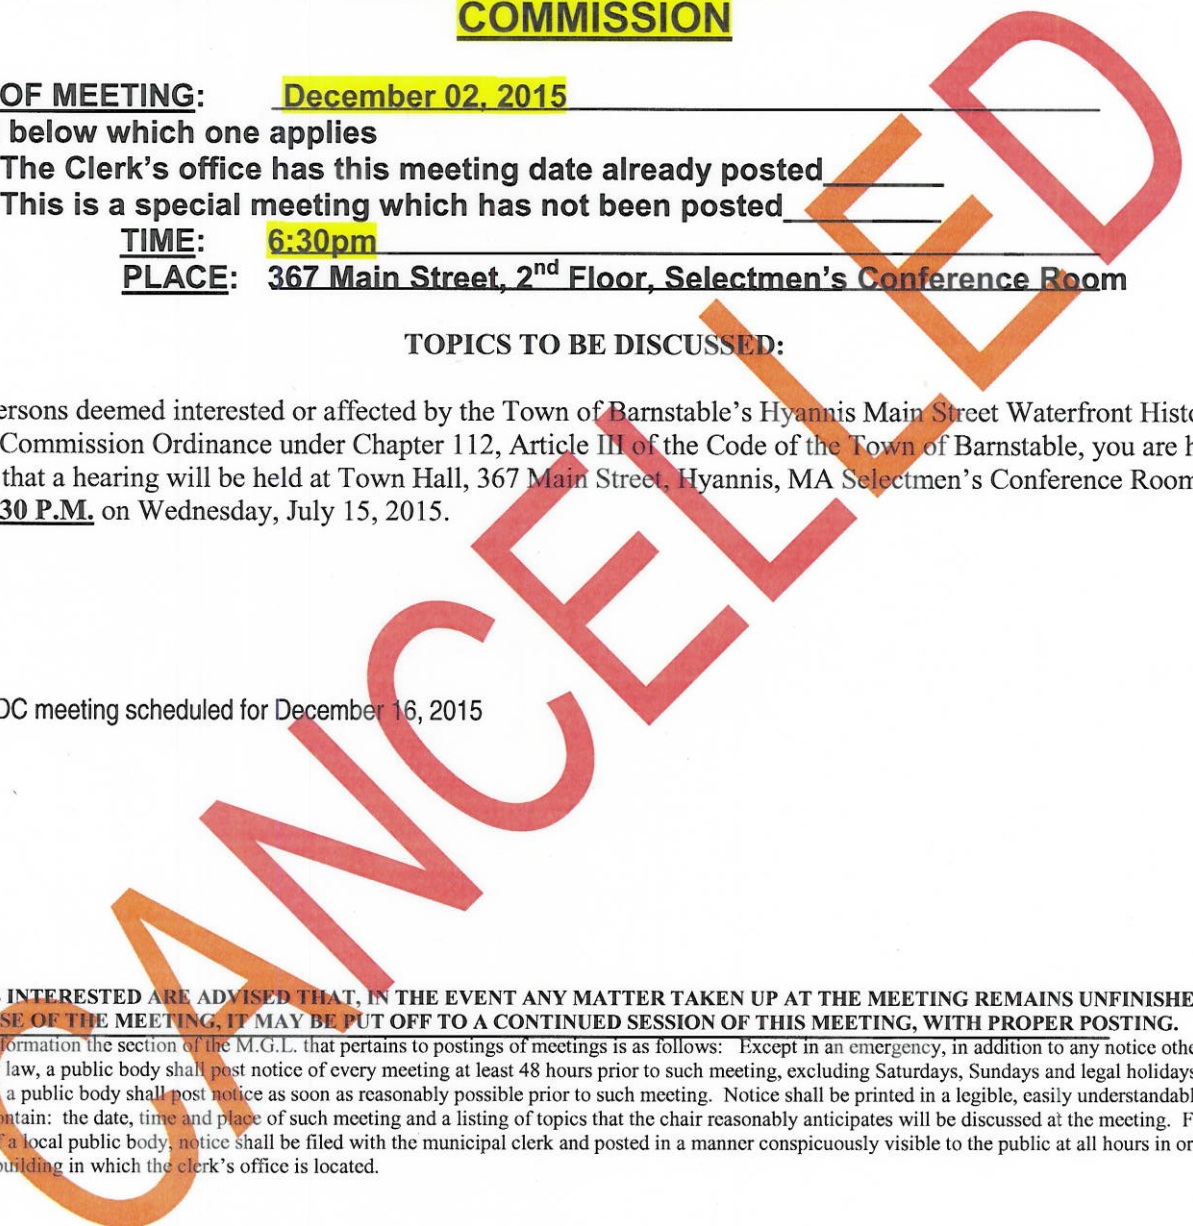 COMMISSION
OF MEETING: December 02, 2015
below which one applies
The Clerk's office has this meeting date already posted
This is a special meeting which has not been posted
TIME: 6:30pm
PLACE: 367 Main Street, 2nd Floor, Selectmen's Conference Room
TOPICS TO BE DISCUSSED:
ersons deemed interested or affected by the Town of Barnstable's Hyannis Main Street Waterfront Histo
Commission Ordinance under Chapter 112, Article III of the Code of the Town of Barnstable, you are h
that a hearing will be held at Town Hall, 367 Main Street, Hyannis, MA Selectmen's Conference Room
30 P.M. on Wednesday, July 15, 2015.
DC meeting scheduled for December 16, 2015
INTERESTED ARE ADVISED THAT, IN THE EVENT ANY MATTER TAKEN UP AT THE MEETING REMAINS UNFINISHE
SE OF THE MEETING, IT MAY BE PUT OFF TO A CONTINUED SESSION OF THIS MEETING, WITH PROPER POSTING.
formation the section of the M.G.L. that pertains to postings of meetings is as follows: Except in an emergency, in addition to any notice othe
law, a public body shall post notice of every meeting at least 48 hours prior to such meeting, excluding Saturdays, Sundays and legal holidays
a public body shall post notice as soon as reasonably possible prior to such meeting. Notice shall be printed in a legible, easily understandabl
ntain: the date, time and place of such meeting and a listing of topics that the chair reasonably anticipates will be discussed at the meeting. F
f a local public body, notice shall be filed with the municipal clerk and posted in a manner conspicuously visible to the public at all hours in or
building in which the clerk's office is located.
CANCELLED